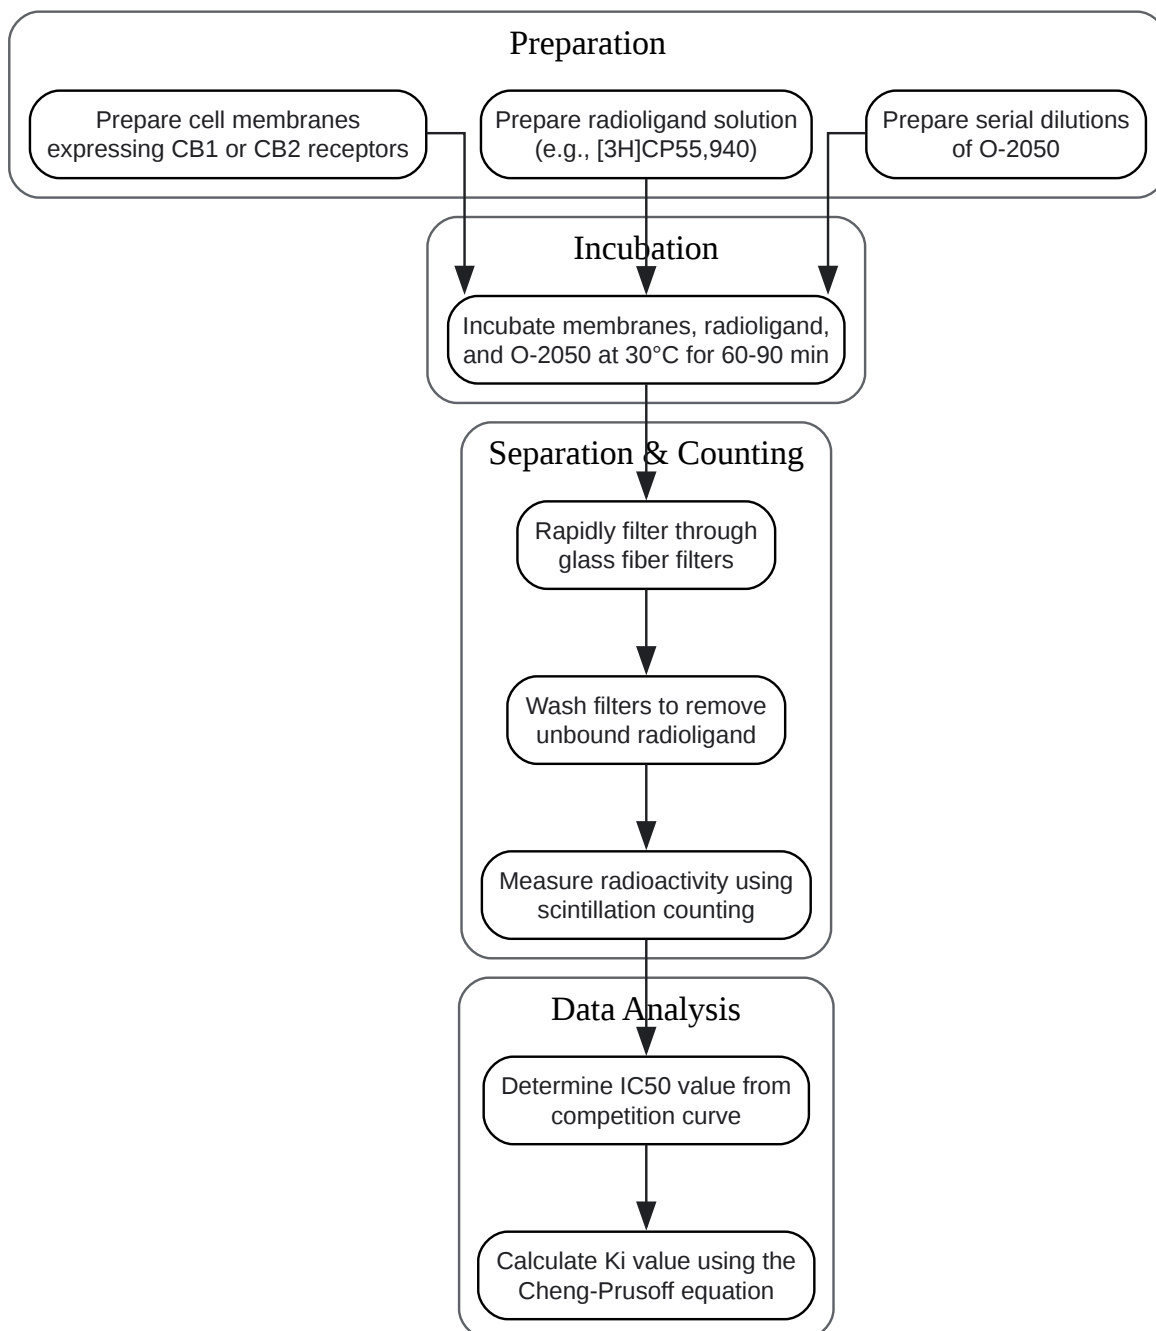 Preparation
Prepare cell membranes
expressing CB1 or CB2 receptors
Prepare radioligand solution
(e.g., [3H]CP55,940)
Prepare serial dilutions
of O-2050
Incubation
Incubate membranes, radioligand,
and O-2050 at 30°C for 60-90 min
Separation & Counting
Rapidly filter through
glass fiber filters
Wash filters to remove
unbound radioligand
Measure radioactivity using
scintillation counting
Data Analysis
Determine IC50 value from
competition curve
Calculate Ki value using the
Cheng-Prusoff equation